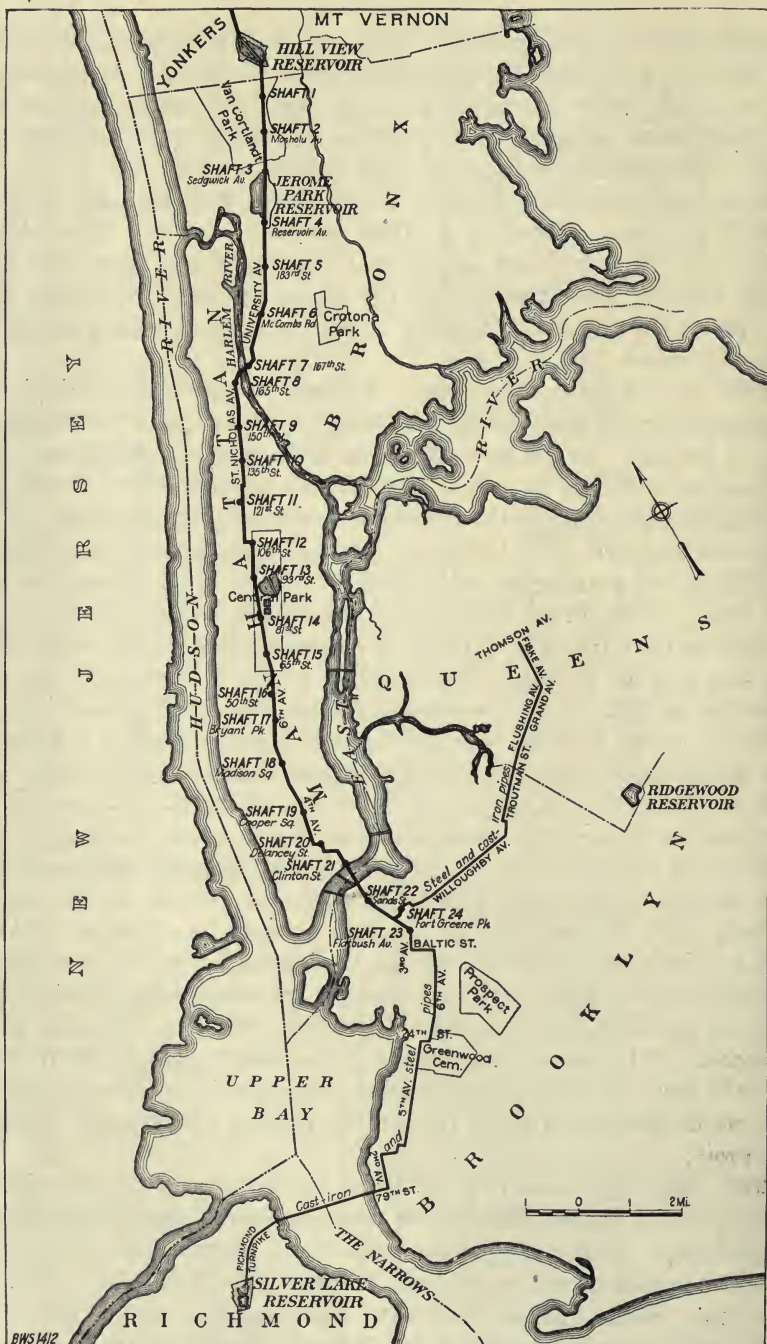 MT VERNON
YONKERS
HILL VIEW
RESERVOIR
SHAFT 1
Van Cortlandt
Park
SHAFT 2
Mosholu Av
SHAFT 3
Sedgwick Av.
JEROME
PARK
RESERVOIR
SHAFT 4
Reservoir Av.
SHAFT 5
183rd St
UNIVERSITY AV
HARLEM RIVER
SHAFT 6
McCombs Rd
Crotona
Park
BRONX
SHAFT 7 167th St.
SHAFT 8
165th St
ST. NICHOLAS AV.
SHAFT 9
150th St.
SHAFT 10
135th St.
SHAFT 11
121st St
SHAFT 12
106th St
SHAFT 13
93rd St.
Central Park
SHAFT 14
81st St
SHAFT 15
65th St.
6TH AV.
SHAFT 16
50th St
SHAFT 17
Bryant Pk.
SHAFT 18
Madison Sq
4TH AV.
SHAFT 19
Cooper Sq.
SHAFT 20
Delancey St.
SHAFT 21
Clinton St
MANHATTAN
HUDSON RIVER
NEW JERSEY
EAST RIVER
QUEENS
THOMSON AV.
FISKE AV.
FLUSHING AV.
GRAND AV.
TROUTMAN ST.
Steel and cast-iron pipes
WILLOUGHBY AV.
RIDGEWOOD
RESERVOIR
SHAFT 22
Sands St
SHAFT 24
Fort Greene Pk
SHAFT 23
Flatbush Av.
BALTIC ST.
3RD AV.
6TH AV.
Prospect
Park
24TH ST.
Greenwood
Cem.
5TH AV.
2ND AV.
79TH ST.
Cast-iron and steel pipes
BROOKLYN
UPPER
BAY
THE NARROWS
RICHMOND
TURNPIKE
SILVER LAKE
RESERVOIR
RICHMOND
1 0 1 2 Mi.
BWS 1412